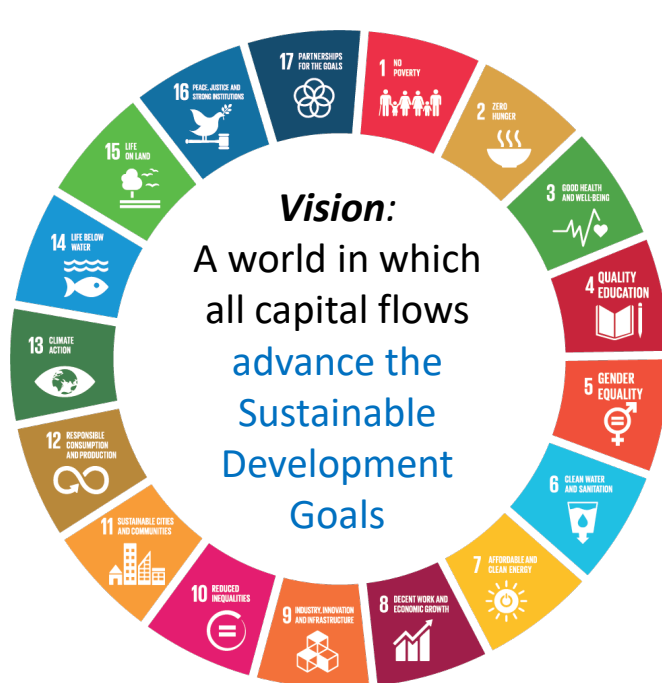 Vision:
A world in which
all capital flows
advance the
Sustainable
Development
Goals
1 NO
POVERTY
2 ZERO
HUNGER
3 GOOD HEALTH
AND WELL-BEING
4 QUALITY
EDUCATION
5 GENDER
EQUALITY
6 CLEAN WATER
AND SANITATION
7 AFFORDABLE AND
CLEAN ENERGY
8 DECENT WORK AND
ECONOMIC GROWTH
9 INDUSTRY, INNOVATION
AND INFRASTRUCTURE
10 REDUCED
INEQUALITIES
11 SUSTAINABLE CITIES
AND COMMUNITIES
12 RESPONSIBLE
CONSUMPTION
AND PRODUCTION
13 CLIMATE
ACTION
14 LIFE BELOW
WATER
15 LIFE
ON LAND
16 PEACE, JUSTICE AND
STRONG INSTITUTIONS
17 PARTNERSHIPS
FOR THE GOALS